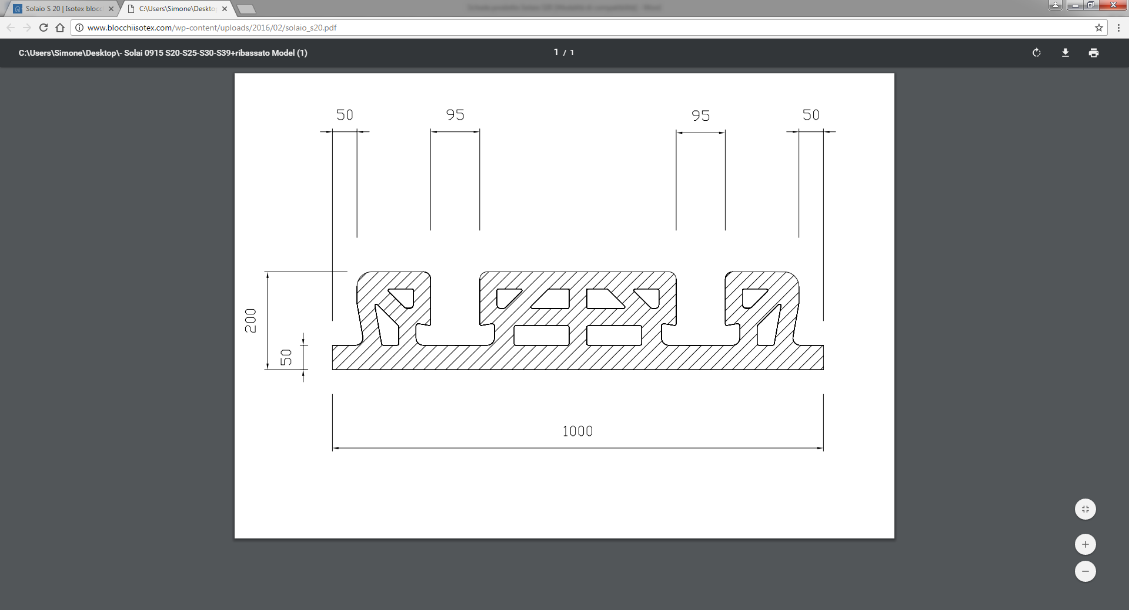 Solaio S 20 | Isotex bloc
C:\Users\Simone\Deskto
www.blocchiisotex.com/wp-content/uploads/2016/02/solaio_s20.pdf
C:\Users\Simone\Desktop\- Solai 0915 S20-S25-S30-S39+ribassato Model (1)
1 / 1
50 95 95 50
200
50
1000